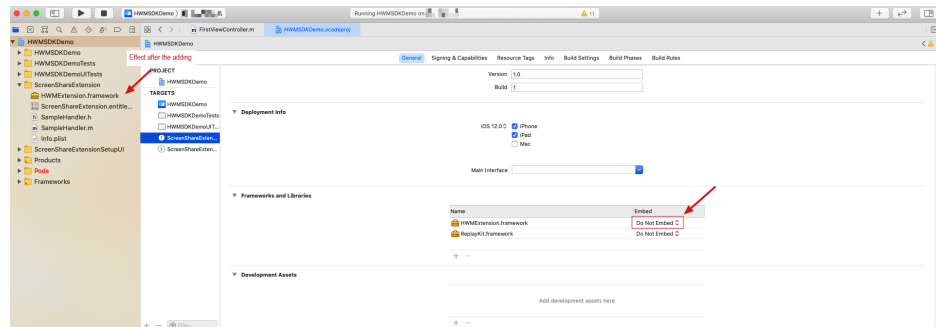 HWMSDKDemo
Running HWMSDKDemo on
11
FirstViewController.m
HWMSDKDemo.xcodeproj
HWMSDKDemo
HWMSDKDemo
HWMSDKDemo
HWMSDKDemoTests
HWMSDKDemoUITests
ScreenShareExtension
HWMExtension.framework
ScreenShareExtension.entitle...
SampleHandler.h
SampleHandler.m
Info.plist
ScreenShareExtensionSetupUI
Products
Pods
Frameworks
Filter
Effect after the adding
PROJECT
HWMSDKDemo
TARGETS
HWMSDKDemo
HWMSDKDemoTests
HWMSDKDemoUIT...
ScreenShareExten...
ScreenShareExten...
General Signing & Capabilities Resource Tags Info Build Settings Build Phases Build Rules
Version 1.0
Build 1
Deployment Info
iOS 12.0 iPhone
iPad
Mac
Main Interface
Frameworks and Libraries
Name Embed
HWMExtension.framework Do Not Embed
ReplayKit.framework Do Not Embed
Development Assets
Add development assets here